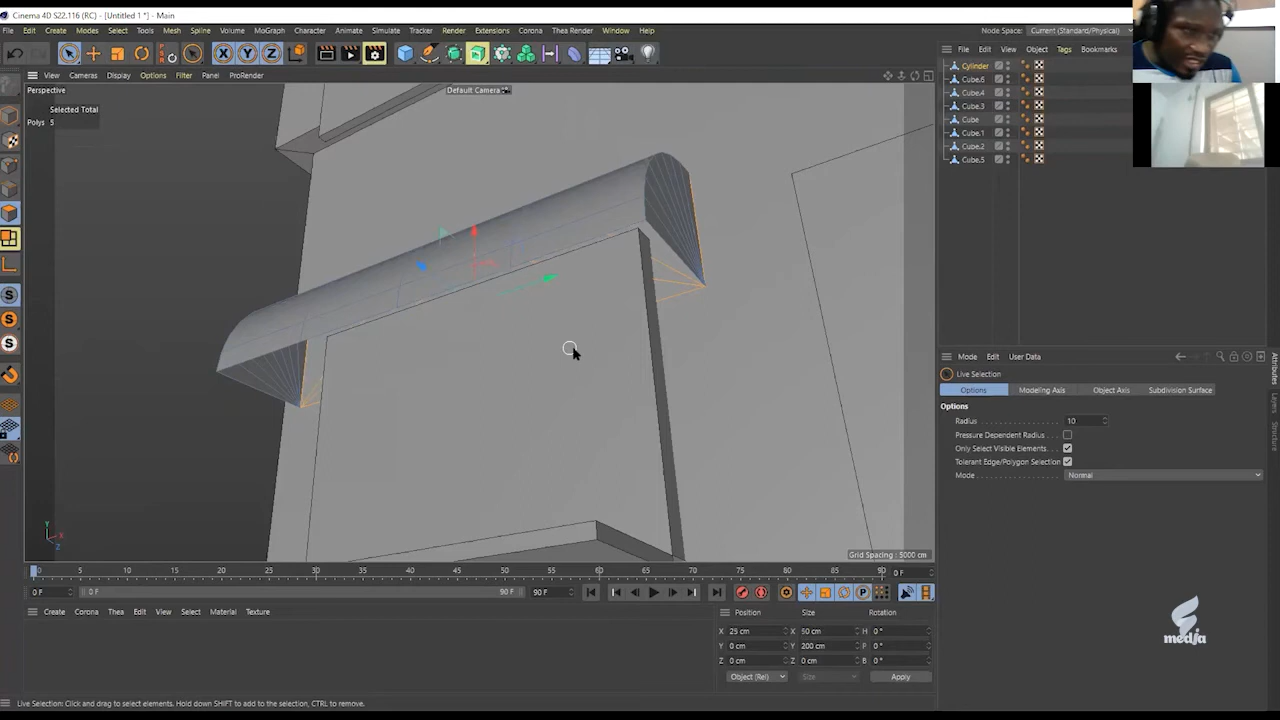 Cinema 4D S22.116 (RC) - [Untitled 1 *] - Main
File Edit Create Modes Select Tools Mesh Spline Volume MoGraph Character Animate Simulate Tracker Render Extensions Corona Thea Render Window Help
Node Space: Current (Standard/Physical)
View Cameras Display Options Filter Panel ProRender
File Edit View Object Tags Bookmarks
Perspective
Default Camera
Selected Total
Polys 5
Cylinder
Cube.6
Cube.4
Cube.3
Cube
Cube.1
Cube.2
Cube.5
Mode Edit User Data
Live Selection
Options Modeling Axis Object Axis Subdivision Surface
Options
Radius 10
Pressure Dependent Radius
Only Select Visible Elements
Tolerant Edge/Polygon Selection
Mode Normal
Attributes
Layers
Structure
Y
X
Z
Grid Spacing : 5000 cm
0 5 10 15 20 25 30 35 40 45 50 55 60 65 70 75 80 85 90 0 F
0 F 0 F 90 F 90 F
Create Corona Thea Edit View Select Material Texture
Position Size Rotation
X 25 cm X 50 cm H 0 °
Y 0 cm Y 200 cm P 0 °
Z 0 cm Z 0 cm B 0 °
Object (Rel) Size Apply
medja
Live Selection: Click and drag to select elements. Hold down SHIFT to add to the selection, CTRL to remove.